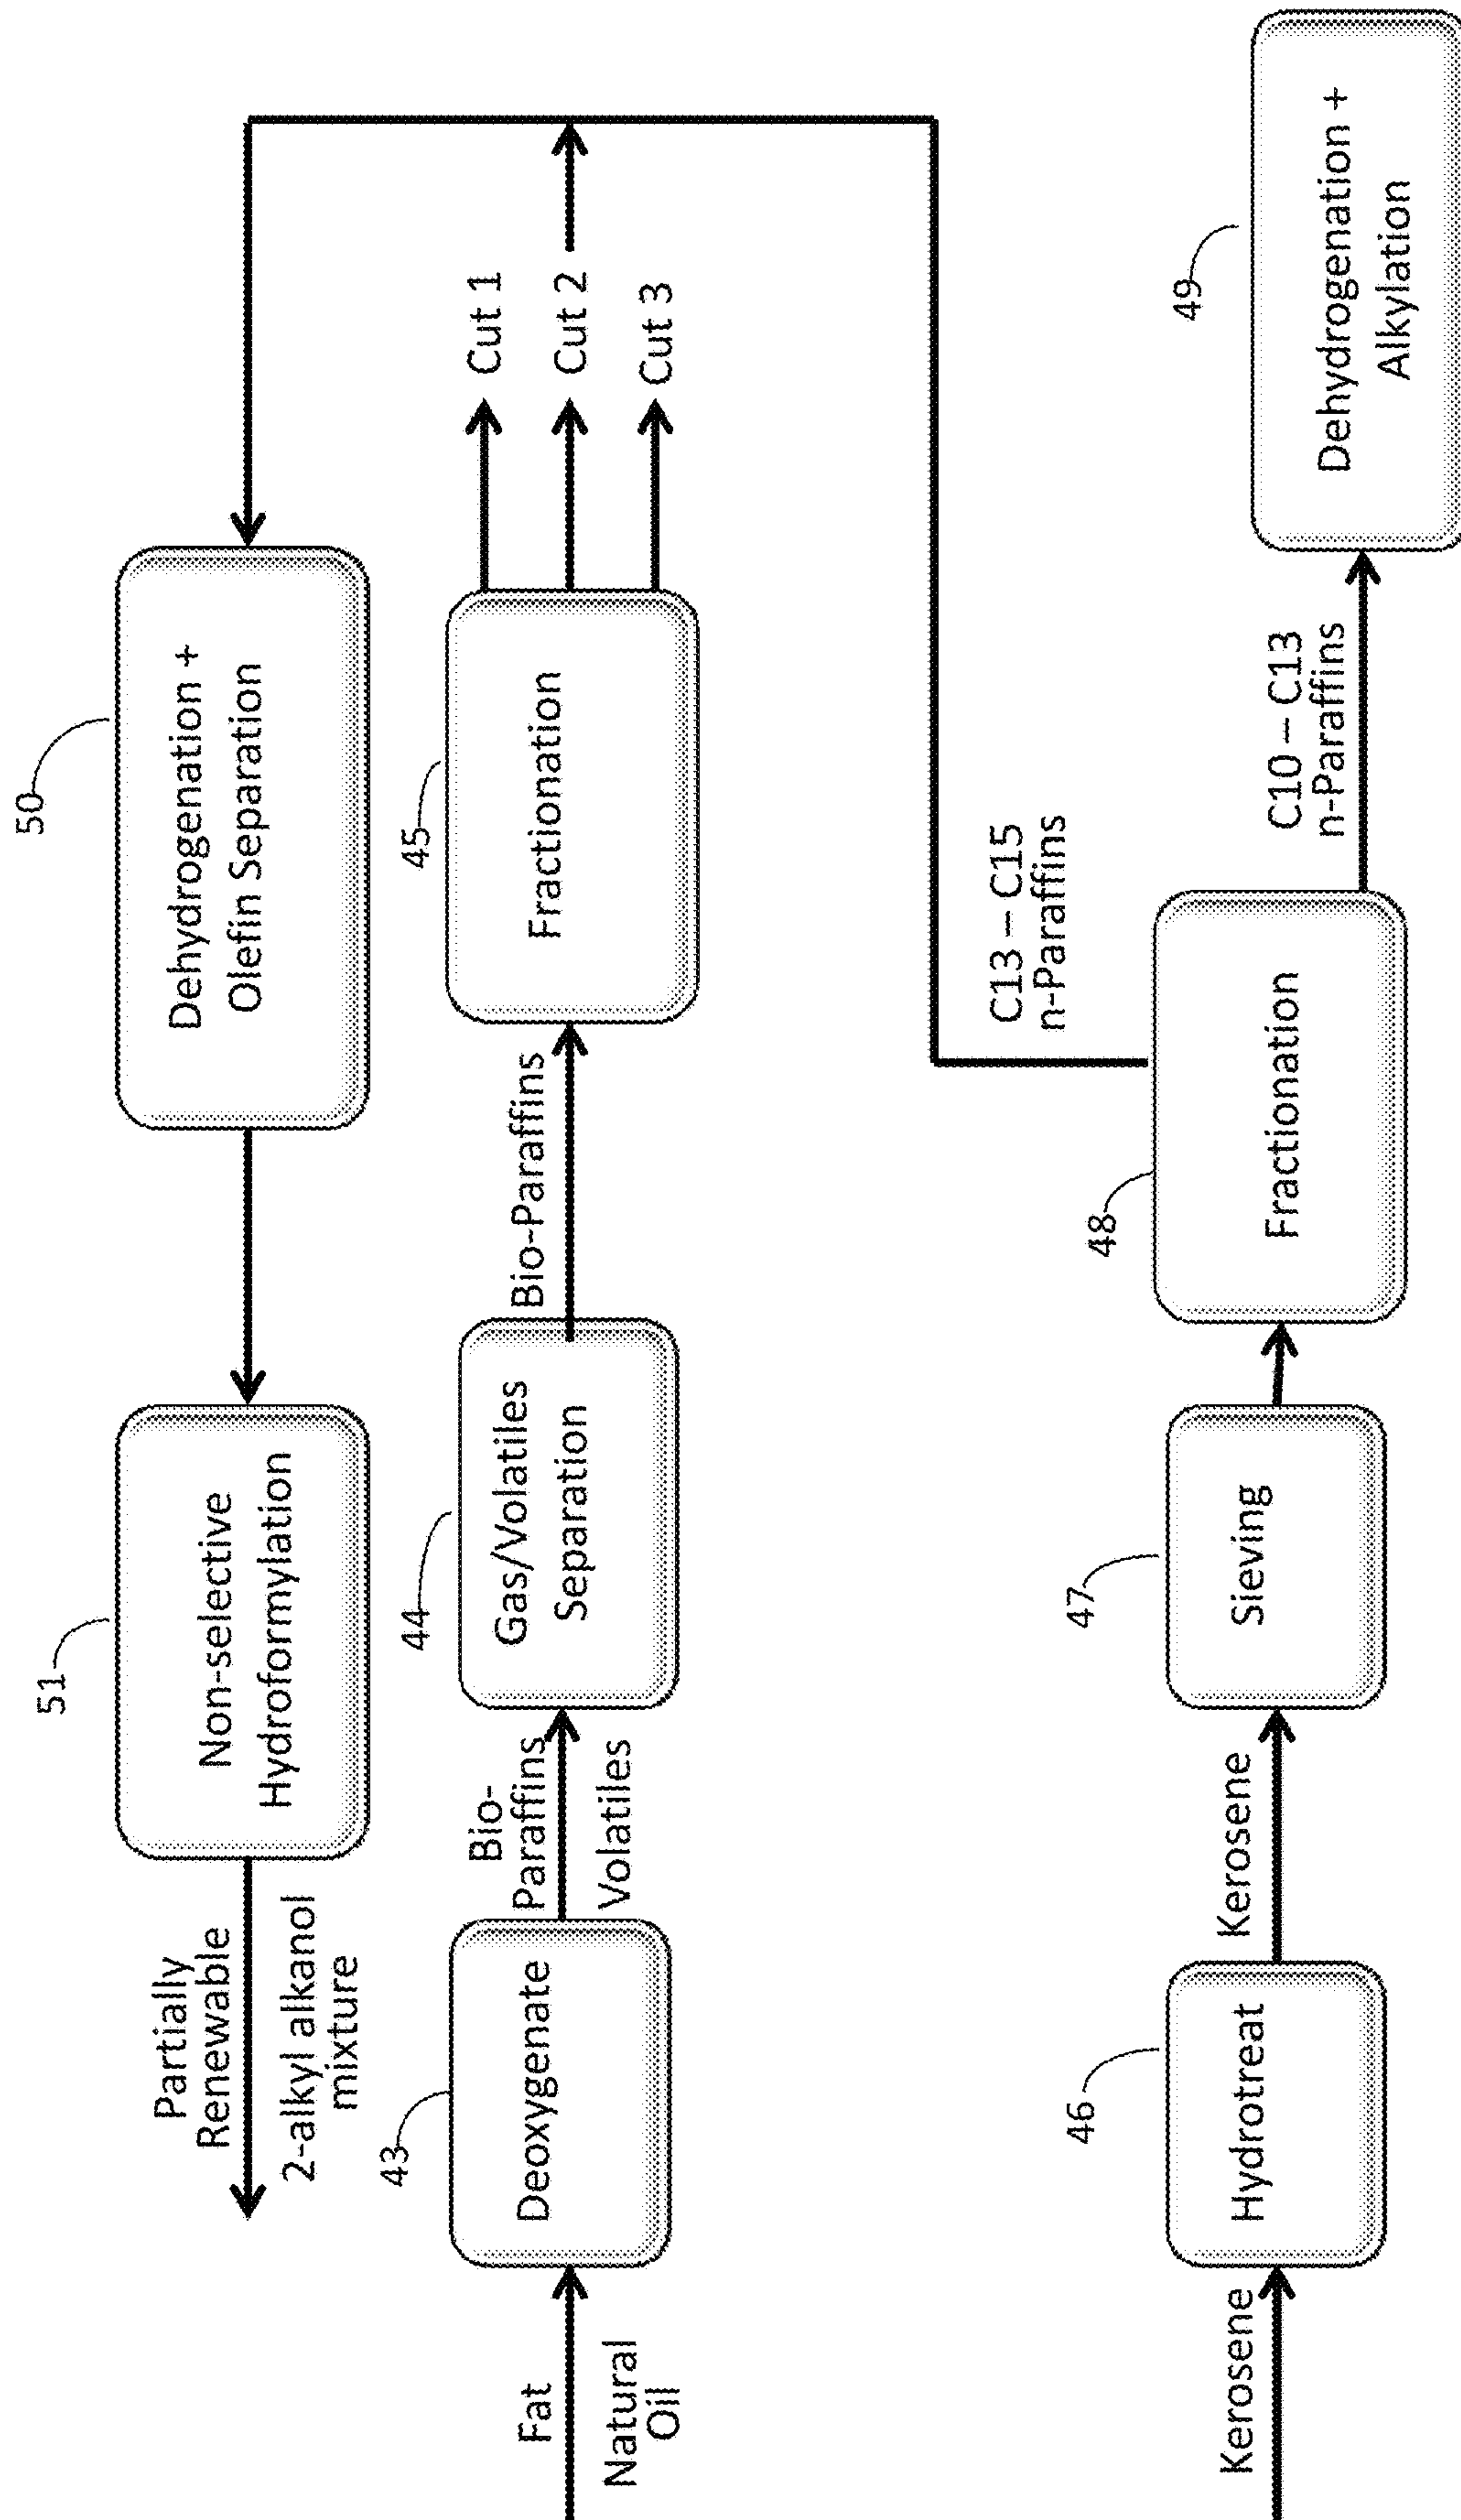 50
Dehydrogenation +
Olefin Separation
51
Non-selective
Hydroformylation
Partially
Renewable
2-alkyl alkanol
mixture
Fat
Natural
Oil
43
Deoxygenate
Bio-
Paraffins
Volatiles
44
Gas/Volatiles
Separation
Bio-Paraffins
45
Fractionation
Cut 1
Cut 2
Cut 3
Kerosene
46
Hydrotreat
Kerosene
47
Sieving
48
Fractionation
C13 – C15
n-Paraffins
C10 – C13
n-Paraffins
49
Dehydrogenation +
Alkylation